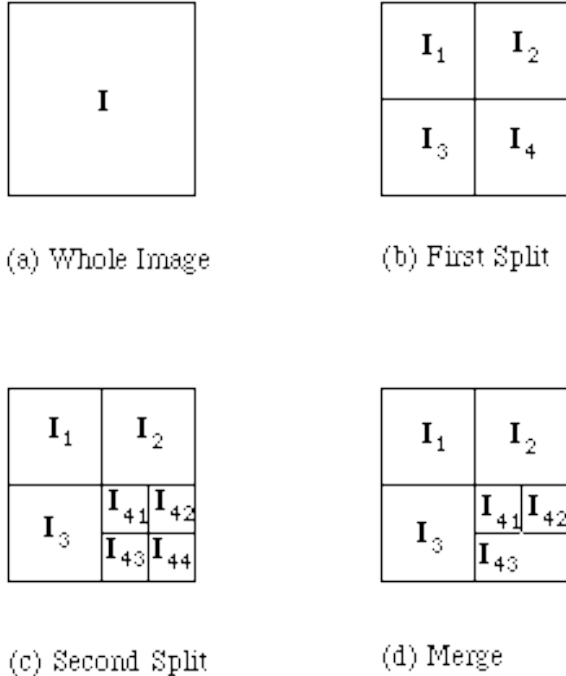 I
I1 I2
I3 I4
(a) Whole Image
(b) First Split
I1 I2
I3
I41 I42
I43 I44
I1 I2
I3
I41 I42
I43
(c) Second Split
(d) Merge